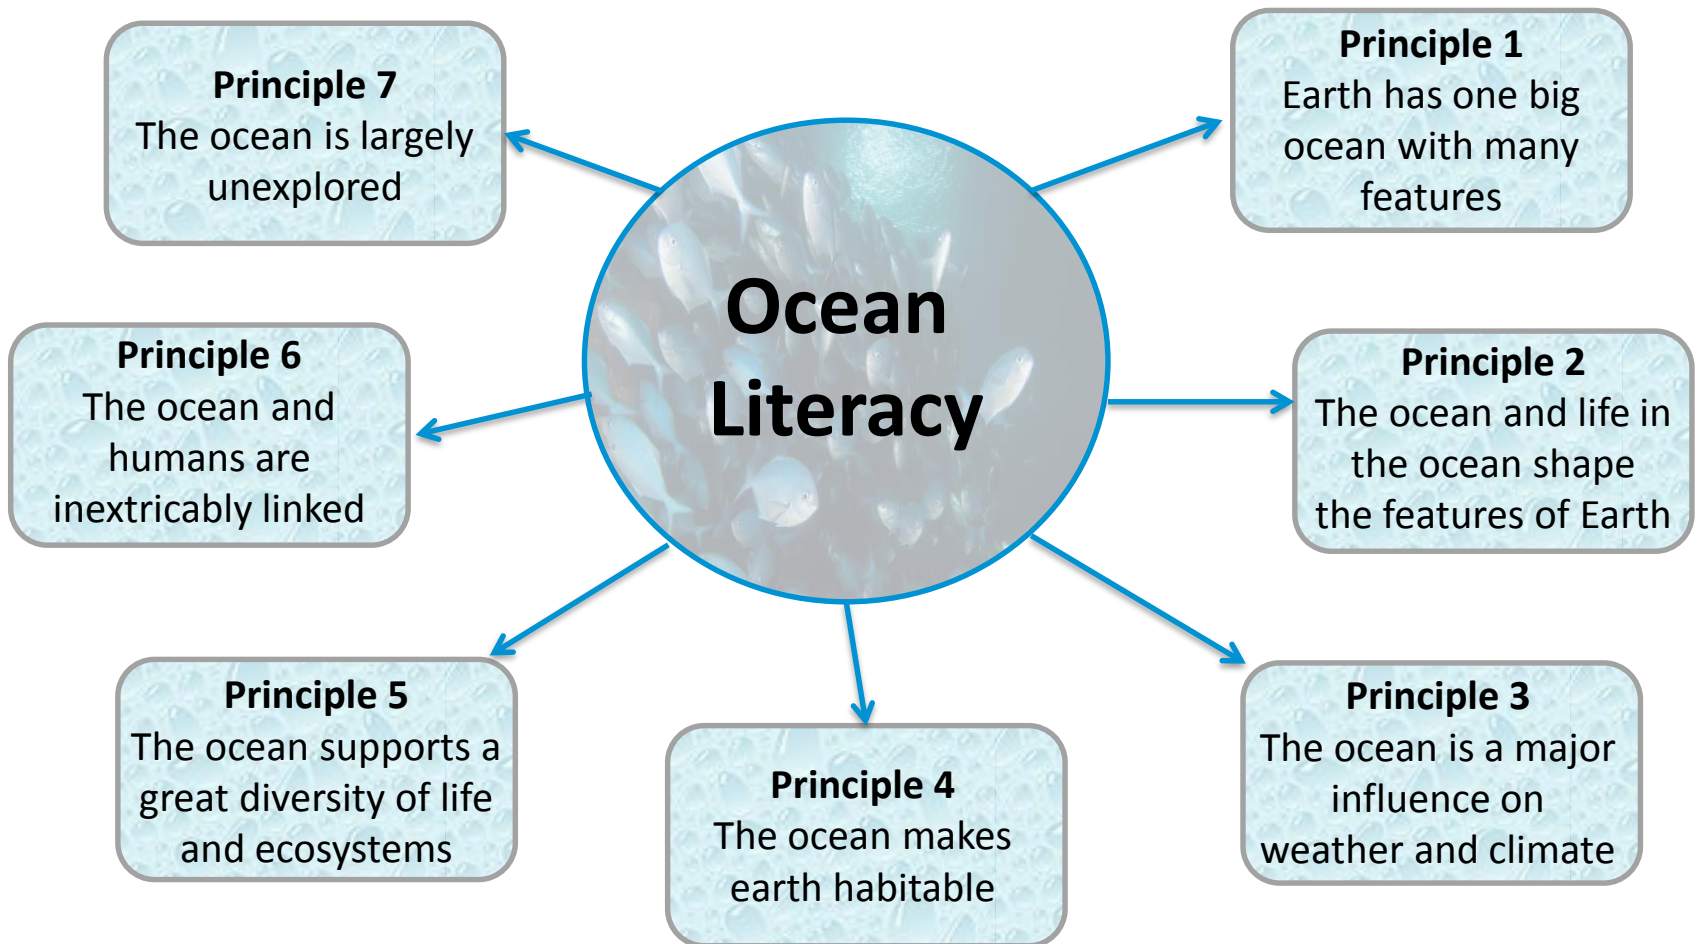 Ocean
Literacy
Principle 1
Earth has one big
ocean with many
features
Principle 2
The ocean and life in
the ocean shape
the features of Earth
Principle 3
The ocean is a major
influence on
weather and climate
Principle 4
The ocean makes
earth habitable
Principle 5
The ocean supports a
great diversity of life
and ecosystems
Principle 6
The ocean and
humans are
inextricably linked
Principle 7
The ocean is largely
unexplored